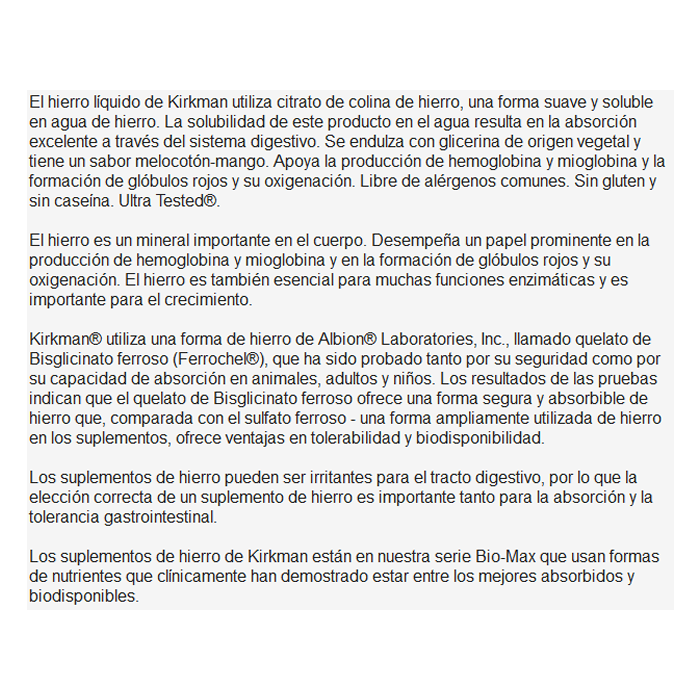 El hierro líquido de Kirkman utiliza citrato de colina de hierro, una forma suave y soluble
en agua de hierro. La solubilidad de este producto en el agua resulta en la absorción
excelente a través del sistema digestivo. Se endulza con glicerina de origen vegetal y
tiene un sabor melocotón-mango. Apoya la producción de hemoglobina y mioglobina y la
formación de glóbulos rojos y su oxigenación. Libre de alérgenos comunes. Sin gluten y
sin caseína. Ultra Tested®.
El hierro es un mineral importante en el cuerpo. Desempeña un papel prominente en la
producción de hemoglobina y mioglobina y en la formación de glóbulos rojos y su
oxigenación. El hierro es también esencial para muchas funciones enzimáticas y es
importante para el crecimiento.
Kirkman® utiliza una forma de hierro de Albion® Laboratories, Inc., llamado quelato de
Bisglicinato ferroso (Ferrochel®), que ha sido probado tanto por su seguridad como por
su capacidad de absorción en animales, adultos y niños. Los resultados de las pruebas
indican que el quelato de Bisglicinato ferroso ofrece una forma segura y absorbible de
hierro que, comparada con el sulfato ferroso - una forma ampliamente utilizada de hierro
en los suplementos, ofrece ventajas en tolerabilidad y biodisponibilidad.
Los suplementos de hierro pueden ser irritantes para el tracto digestivo, por lo que la
elección correcta de un suplemento de hierro es importante tanto para la absorción y la
tolerancia gastrointestinal.
Los suplementos de hierro de Kirkman están en nuestra serie Bio-Max que usan formas
de nutrientes que clínicamente han demostrado estar entre los mejores absorbidos y
biodisponibles.